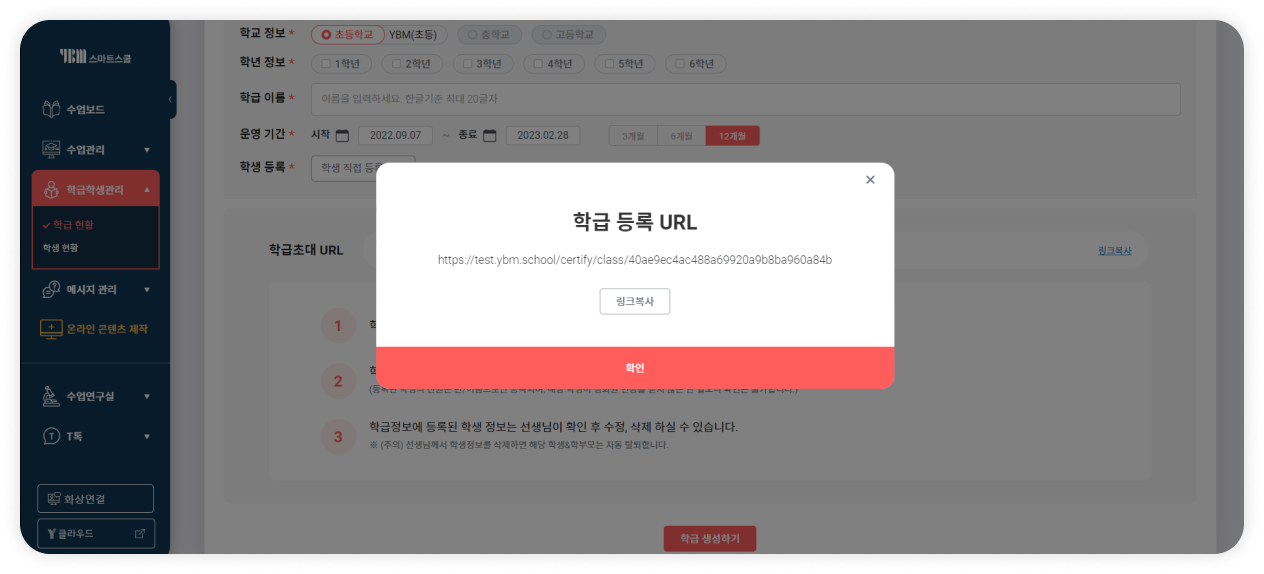 YBM 스마트스쿨
수업보드
수업관리
학급학생관리
학급 현황
학생 현황
메시지 관리
온라인 콘텐츠 제작
수업연구실
T톡
화상연결
클라우드
학교 정보 * 초등학교 YBM(초등) 중학교 고등학교
학년 정보 * 1학년 2학년 3학년 4학년 5학년 6학년
학급 이름 * 이름을 입력하세요. 한글기준 최대 20글자
운영 기간 * 시작 2022.09.07 ~ 종료 2023.02.28 3개월 6개월 12개월
학생 등록 * 학생 직접 등
학급 등록 URL
https://test.ybm.school/certify/class/40ae9ec4ac488a69920a9b8ba960a84b
링크복사
확인
학급초대 URL
링크복사
1
2
3 학급정보에 등록된 학생 정보는 선생님이 확인 후 수정, 삭제 하실 수 있습니다.
※ (주의) 선생님께서 학생정보를 삭제하면 해당 학생&학부모는 자동 탈퇴합니다.
학급 생성하기